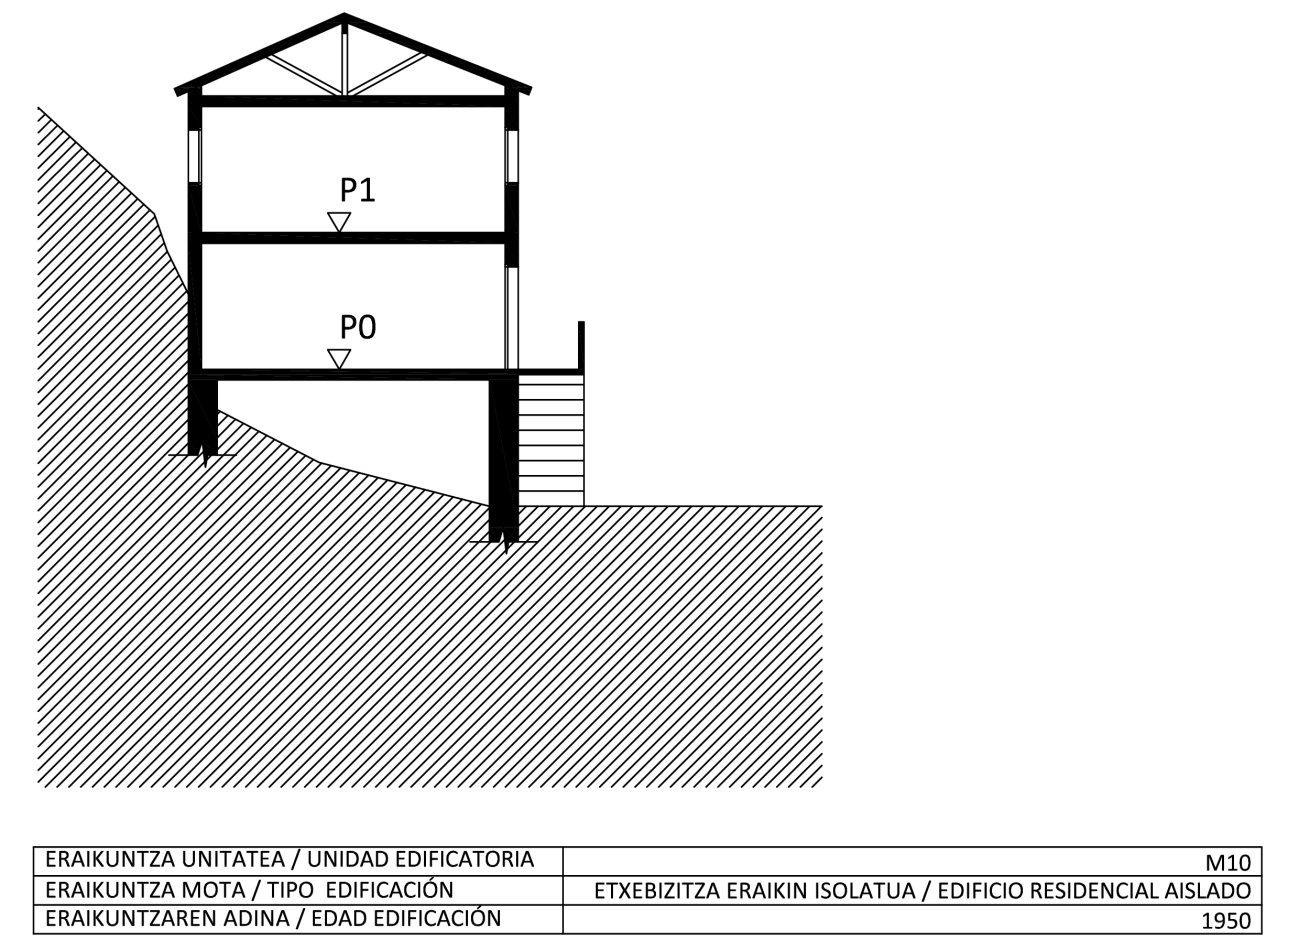 P1
P0
ERAIKUNTZA UNITATEA / UNIDAD EDIFICATORIA M10
ERAIKUNTZA MOTA / TIPO EDIFICACIÓN ETXEBIZITZA ERAIKIN ISOLATUA / EDIFICIO RESIDENCIAL AISLADO
ERAIKUNTZAREN ADINA / EDAD EDIFICACIÓN 1950